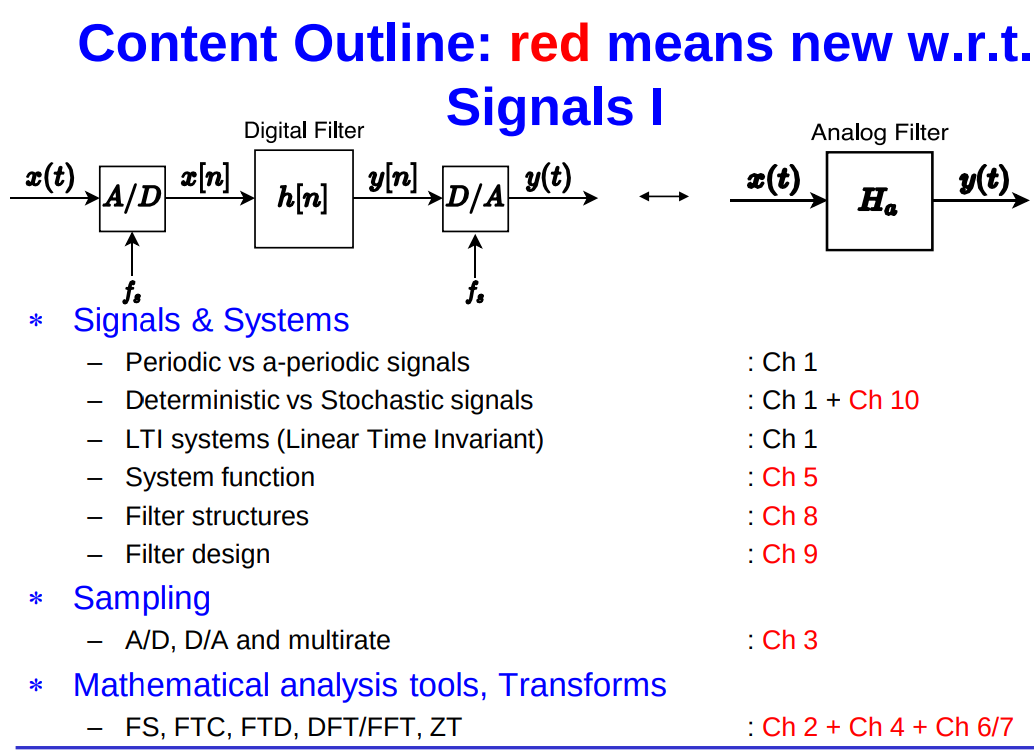 Content Outline: red means new w.r.t.
Signals I
Digital Filter
Analog Filter
x(t) A/D x[n] h[n] y[n] D/A y(t) ↔ x(t) Hₐ y(t)
fₛ fₛ
* Signals & Systems
– Periodic vs a-periodic signals : Ch 1
– Deterministic vs Stochastic signals : Ch 1 + Ch 10
– LTI systems (Linear Time Invariant) : Ch 1
– System function : Ch 5
– Filter structures : Ch 8
– Filter design : Ch 9
* Sampling
– A/D, D/A and multirate : Ch 3
* Mathematical analysis tools, Transforms
– FS, FTC, FTD, DFT/FFT, ZT : Ch 2 + Ch 4 + Ch 6/7